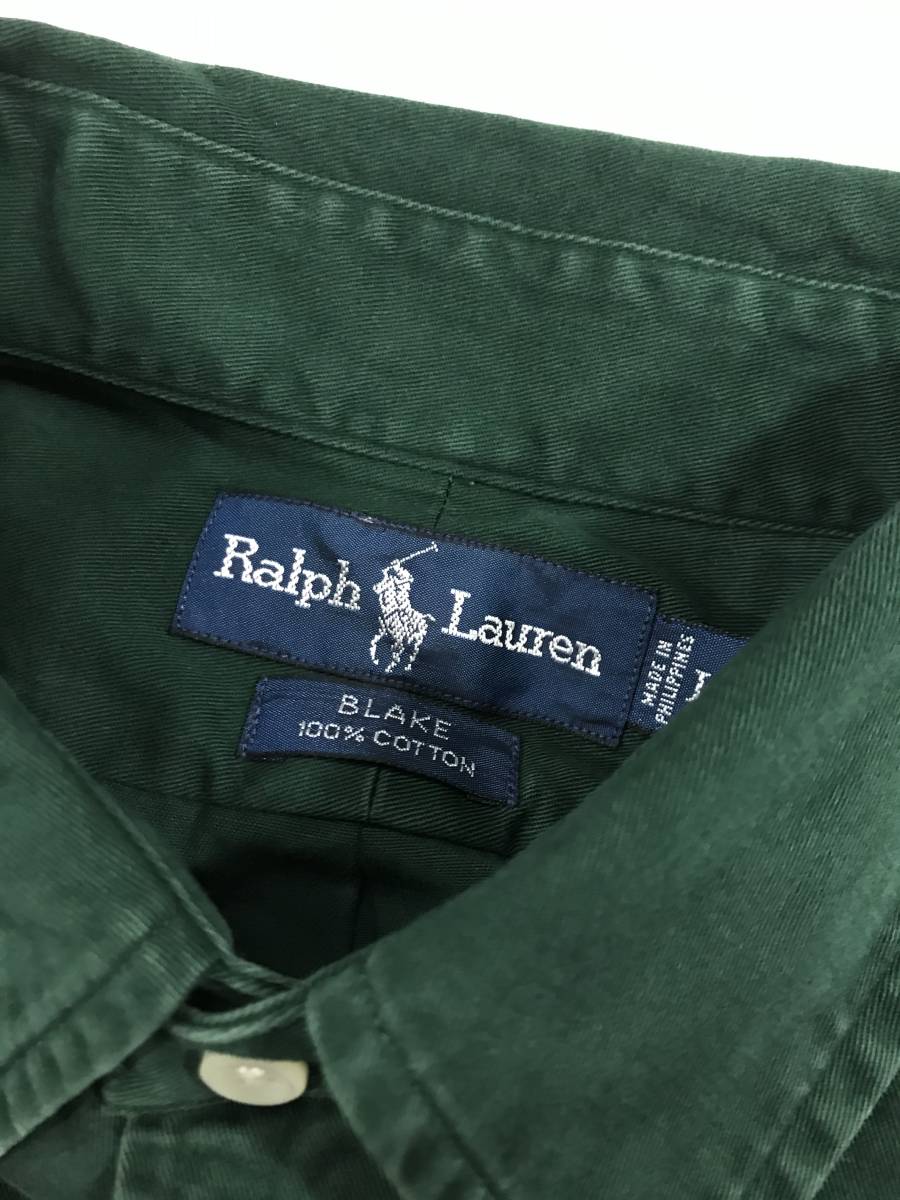 Ralph Lauren
MADE IN
PHILIPPINES
BLAKE
100% COTTON